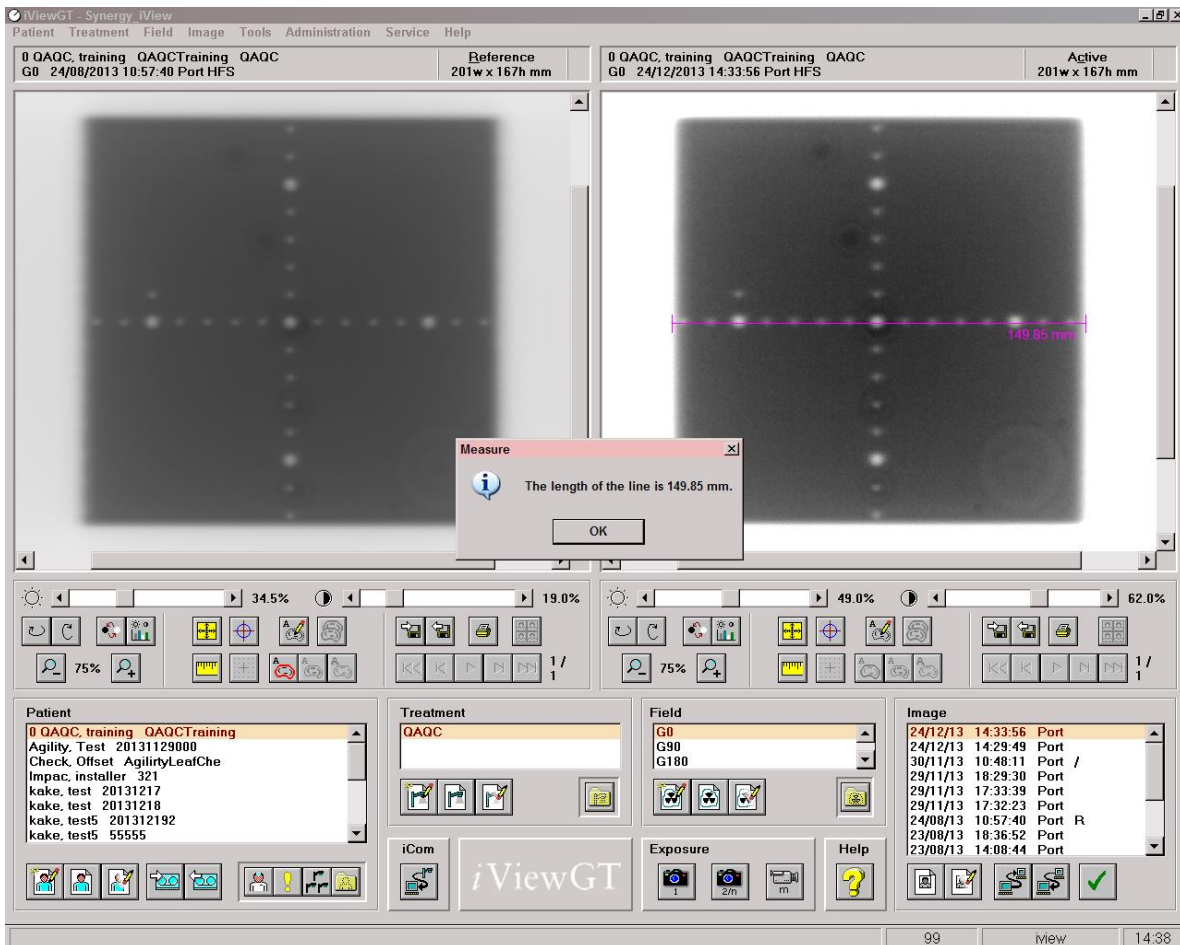 iViewGT - Synergy_iView
Patient Treatment Field Image Tools Administration Service Help
0 QAQC, training QAQCTraining QAQC
G0 24/08/2013 10:57:40 Port HFS
Reference
201w x 167h mm
0 QAQC, training QAQCTraining QAQC
G0 24/12/2013 14:33:56 Port HFS
Active
201w x 167h mm
149.85 mm
Measure
The length of the line is 149.85 mm.
OK
34.5% 19.0%
75% 1 / 1
49.0% 62.0%
75% 1 / 1
Patient
0 QAQC, training QAQCTraining
Agility, Test 20131129000
Check, Offset AgilirtyLeafChe
Impac, installer 321
kake, test 20131217
kake, test 20131218
kake, test5 201312192
kake, test5 55555
Treatment
QAQC
Field
G0
G90
G180
Image
24/12/13 14:33:56 Port
24/12/13 14:29:49 Port
30/11/13 10:48:11 Port /
29/11/13 18:29:30 Port
29/11/13 17:33:39 Port
29/11/13 17:32:23 Port
24/08/13 10:57:40 Port R
23/08/13 18:36:52 Port
23/08/13 14:08:44 Port
iCom
iViewGT
Exposure
1
2/n
m
Help
99 iview 14:38